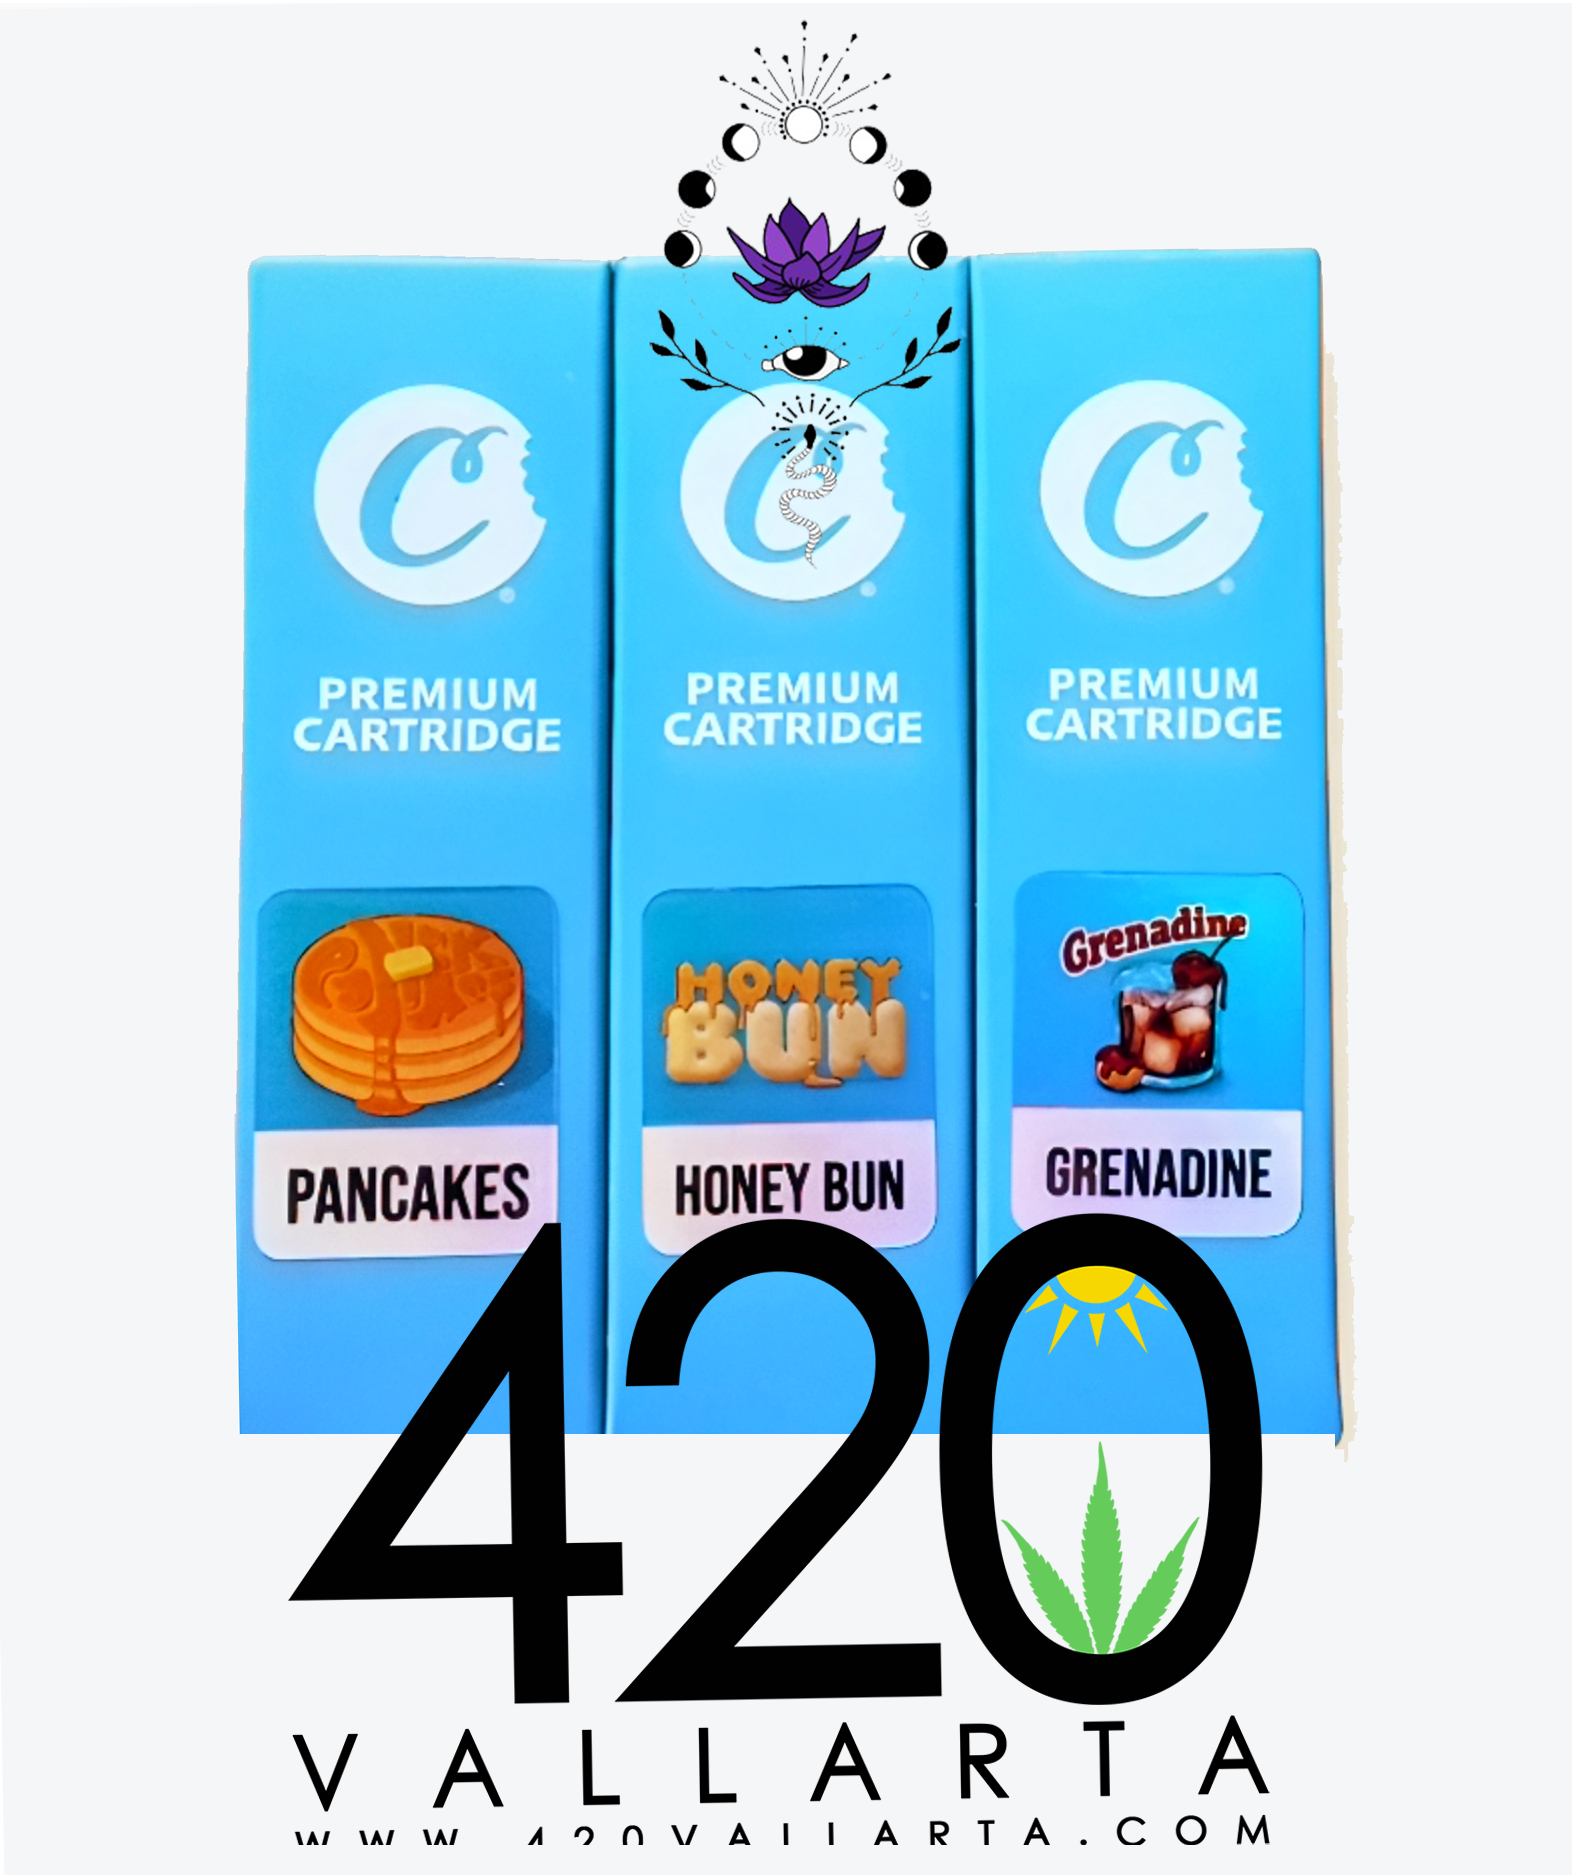 C
PREMIUM
CARTRIDGE
PANCAKES
C
PREMIUM
CARTRIDGE
HONEY
BUN
HONEY BUN
C
PREMIUM
CARTRIDGE
Grenadine
GRENADINE
420
VALLARTA
WWW.420VALLARTA.COM